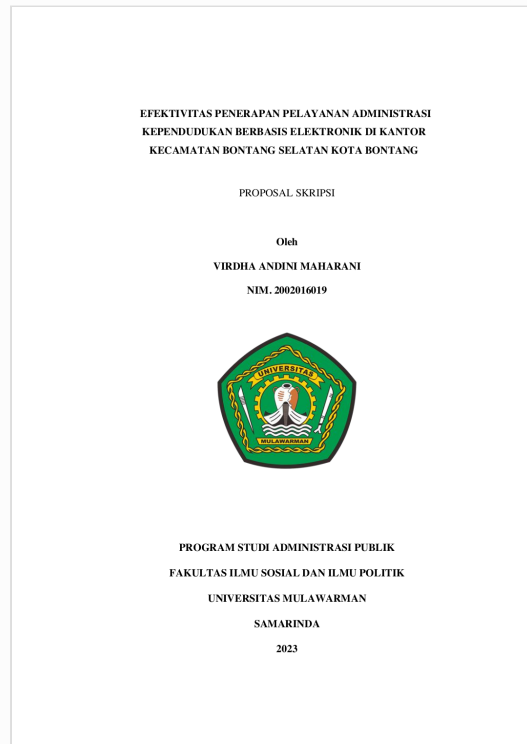 EFEKTIVITAS PENERAPAN PELAYANAN ADMINISTRASI
KEPENDUDUKAN BERBASIS ELEKTRONIK DI KANTOR
KECAMATAN BONTANG SELATAN KOTA BONTANG
PROPOSAL SKRIPSI
Oleh
VIRDHA ANDINI MAHARANI
NIM. 2002016019
UNIVERSITAS
MULAWARMAN
PROGRAM STUDI ADMINISTRASI PUBLIK
FAKULTAS ILMU SOSIAL DAN ILMU POLITIK
UNIVERSITAS MULAWARMAN
SAMARINDA
2023